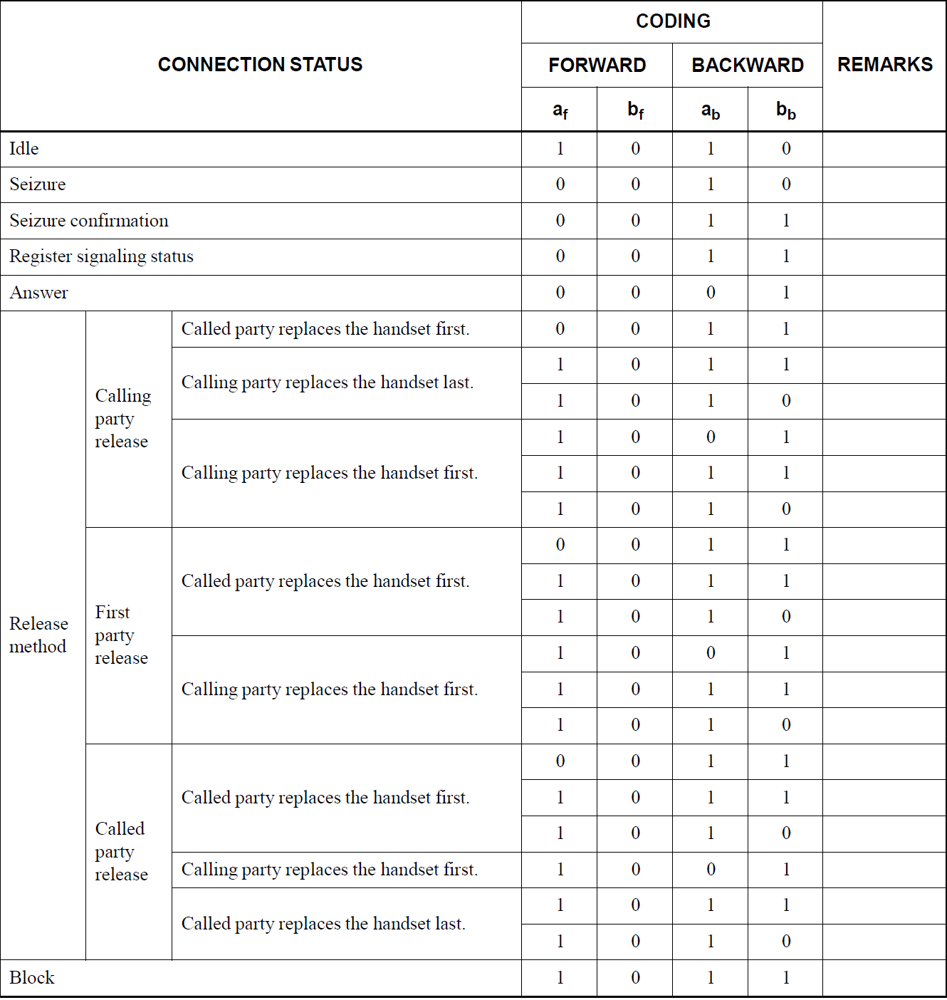 CONNECTION STATUS
CODING
REMARKS
FORWARD BACKWARD
af bf ab bb
Idle 1 0 1 0
Seizure 0 0 1 0
Seizure confirmation 0 0 1 1
Register signaling status 0 0 1 1
Answer 0 0 0 1
Release
method
Calling
party
release
Called party replaces the handset first. 0 0 1 1
Calling party replaces the handset last. 1 0 1 1
1 0 1 0
Calling party replaces the handset first. 1 0 0 1
1 0 1 1
1 0 1 0
First
party
release
Called party replaces the handset first. 0 0 1 1
1 0 1 1
1 0 1 0
Calling party replaces the handset first. 1 0 0 1
1 0 1 1
1 0 1 0
Called
party
release
Called party replaces the handset first. 0 0 1 1
1 0 1 1
1 0 1 0
Calling party replaces the handset first. 1 0 0 1
Called party replaces the handset last. 1 0 1 1
1 0 1 0
Block 1 0 1 1